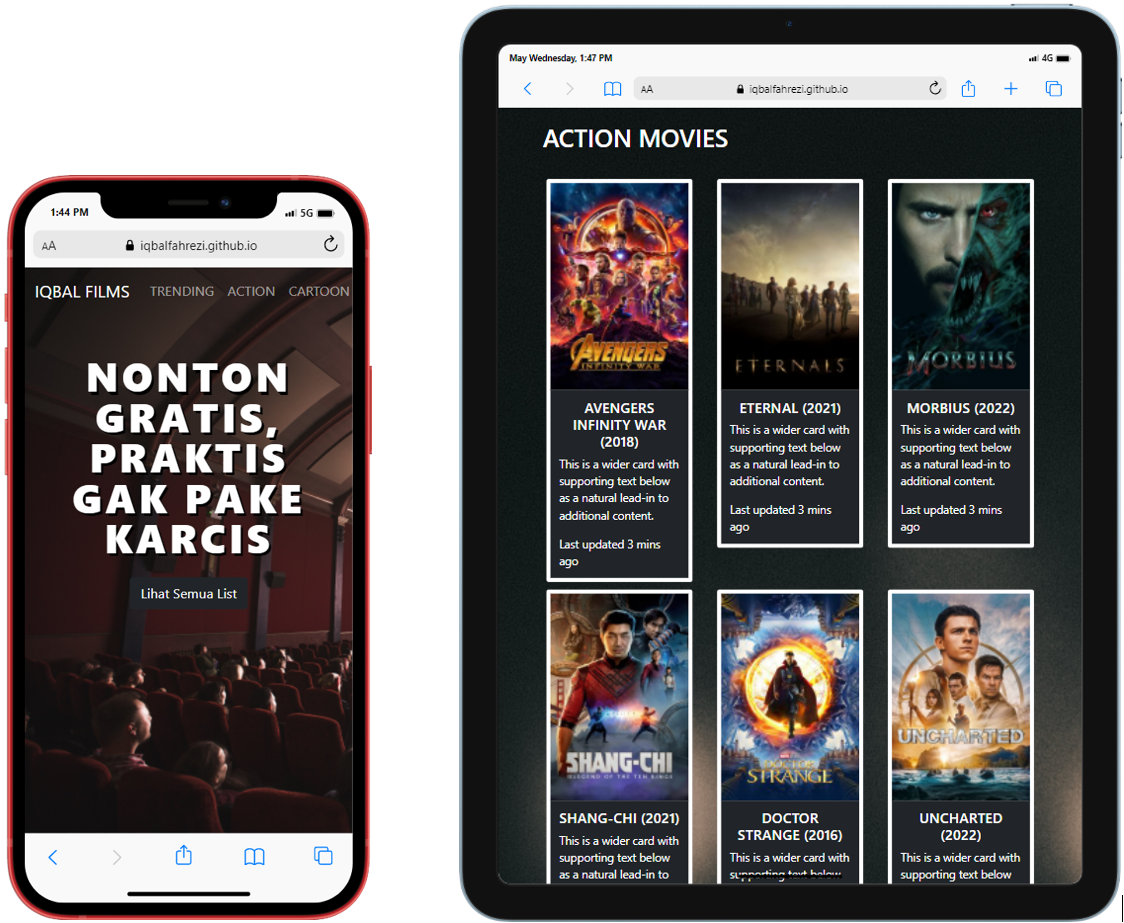 1:44 PM
5G
AA
iqbalfahrezi.github.io
IQBAL FILMS TRENDING ACTION CARTOON
NONTON
GRATIS,
PRAKTIS
GAK PAKE
KARCIS
Lihat Semua List
May Wednesday, 1:47 PM
4G
AA
iqbalfahrezi.github.io
ACTION MOVIES
AVENGERS
INFINITY WAR
AVENGERS
INFINITY WAR
(2018)
This is a wider card with
supporting text below
as a natural lead-in to
additional content.
Last updated 3 mins
ago
ETERNALS
ETERNAL (2021)
This is a wider card with
supporting text below
as a natural lead-in to
additional content.
Last updated 3 mins
ago
MORBIUS
MORBIUS (2022)
This is a wider card with
supporting text below
as a natural lead-in to
additional content.
Last updated 3 mins
ago
SHANG-CHI
LEGEND OF THE TEN RINGS
SHANG-CHI (2021)
This is a wider card with
supporting text below
as a natural lead-in to
DOCTOR
STRANGE
DOCTOR
STRANGE (2016)
This is a wider card with
supporting text below
UNCHARTED
UNCHARTED
(2022)
This is a wider card with
supporting text below